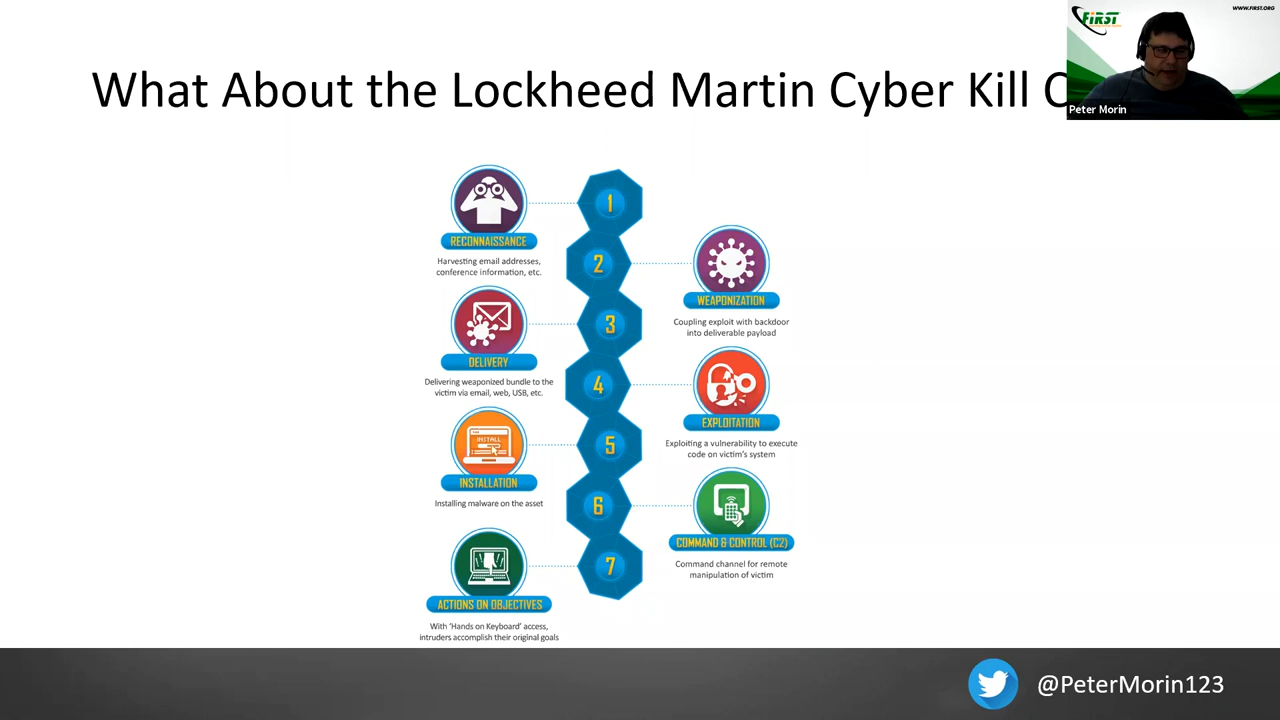 What About the Lockheed Martin Cyber Kill C
FIRST
WWW.FIRST.ORG
Peter Morin
1
RECONNAISSANCE
Harvesting email addresses,
conference information, etc.
2
WEAPONIZATION
Coupling exploit with backdoor
into deliverable payload
3
DELIVERY
Delivering weaponized bundle to the
victim via email, web, USB, etc.
4
EXPLOITATION
Exploiting a vulnerability to execute
code on victim's system
5
INSTALL
INSTALLATION
Installing malware on the asset
6
COMMAND & CONTROL (C2)
Command channel for remote
manipulation of victim
7
ACTIONS ON OBJECTIVES
With 'Hands on Keyboard' access,
intruders accomplish their original goals
@PeterMorin123